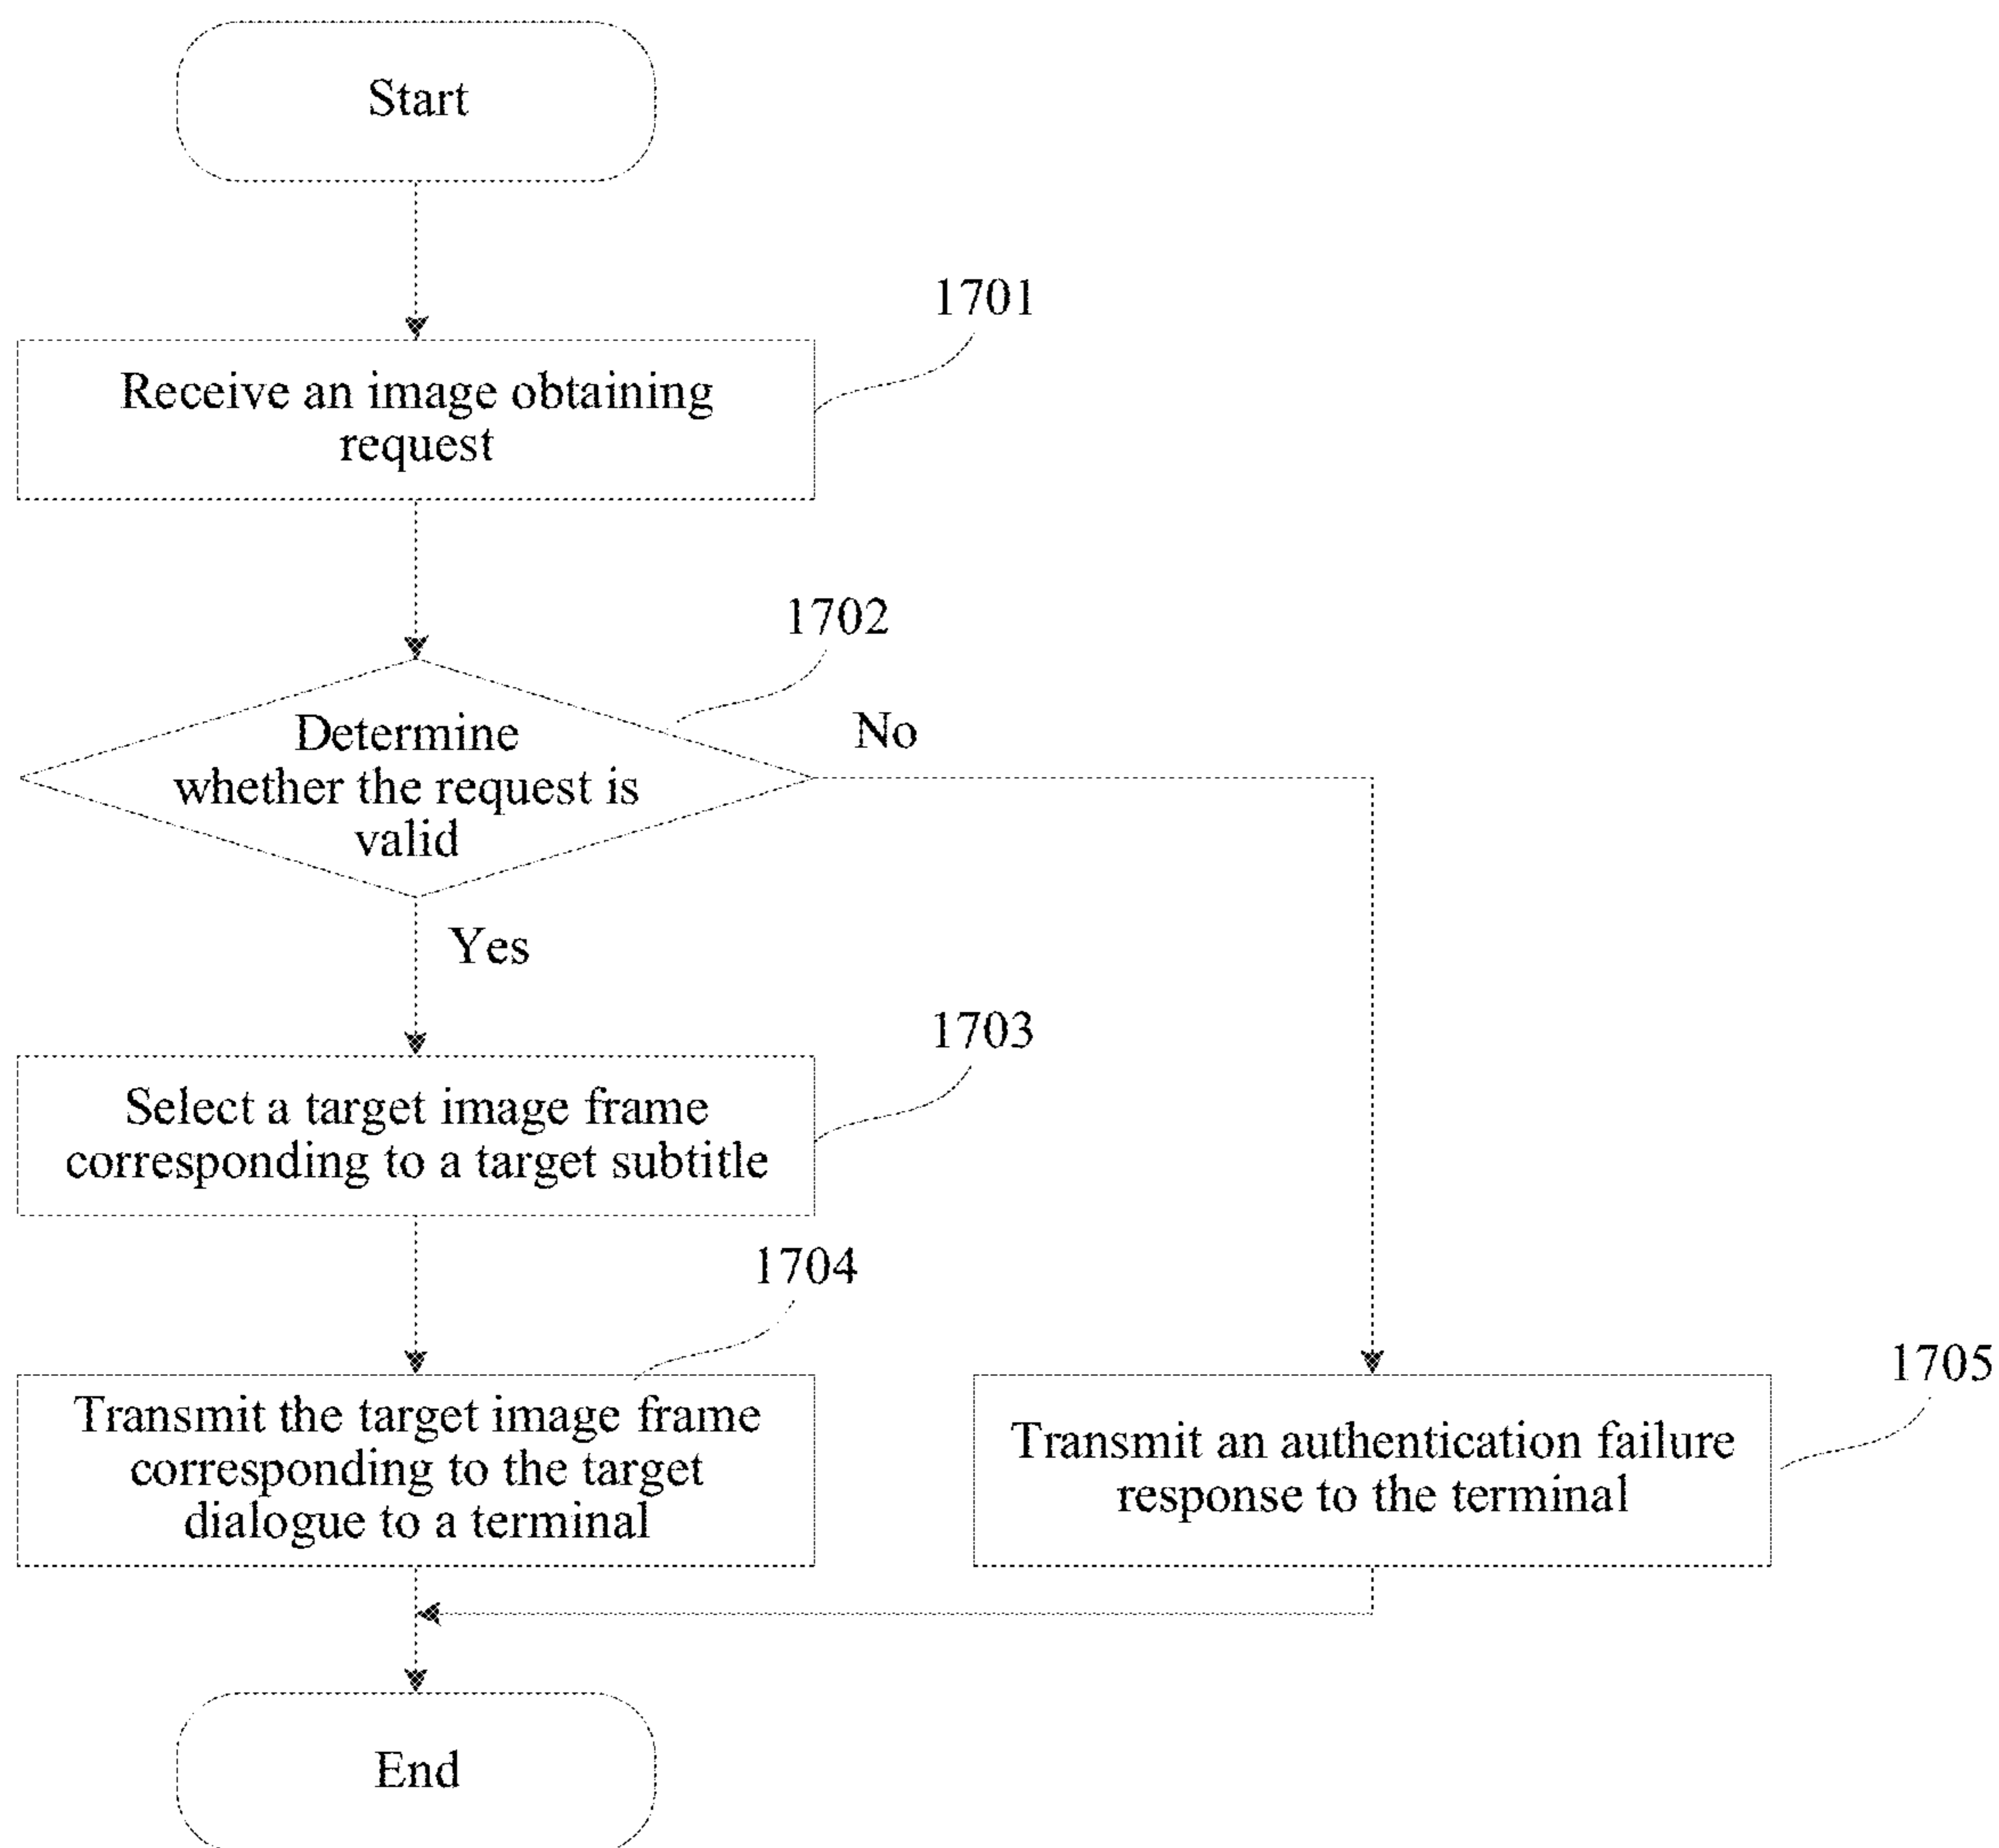 Start
1701
Receive an image obtaining
request
1702
Determine
whether the request is
valid
No
Yes
1703
Select a target image frame
corresponding to a target subtitle
1704
Transmit the target image frame
corresponding to the target
dialogue to a terminal
1705
Transmit an authentication failure
response to the terminal
End